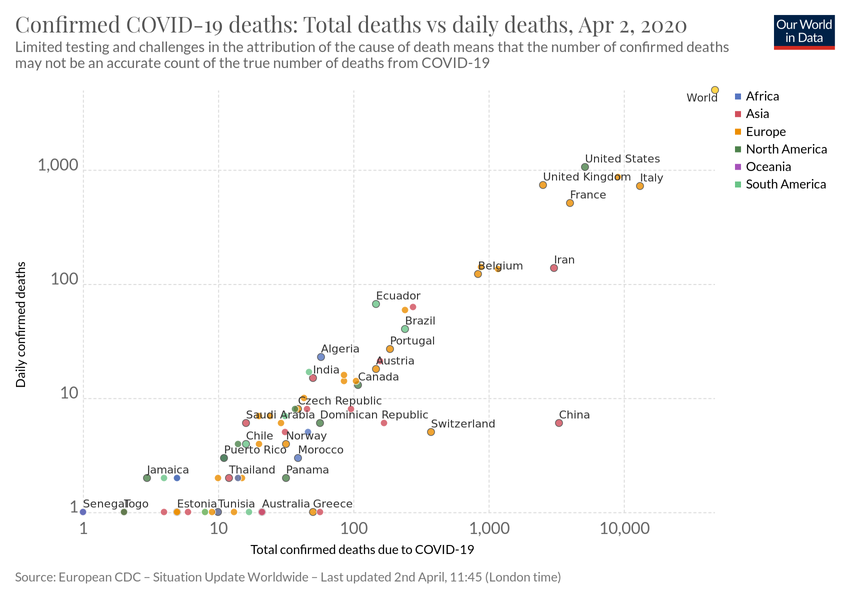 Confirmed COVID-19 deaths: Total deaths vs daily deaths, Apr 2, 2020
Our World
in Data
Limited testing and challenges in the attribution of the cause of death means that the number of confirmed deaths
may not be an accurate count of the true number of deaths from COVID-19
World
Africa
Asia
Europe
North America
Oceania
South America
1,000
United States
United Kingdom
Italy
France
Belgium
Iran
100
Ecuador
Brazil
Portugal
Algeria
Austria
India
Canada
Daily confirmed deaths
10
Czech Republic
Saudi Arabia
Dominican Republic
China
Switzerland
Chile
Norway
Puerto Rico
Morocco
Jamaica
Thailand
Panama
1
Senegal
Togo
Estonia
Tunisia
Australia
Greece
1
10
100
1,000
10,000
Total confirmed deaths due to COVID-19
Source: European CDC – Situation Update Worldwide – Last updated 2nd April, 11:45 (London time)